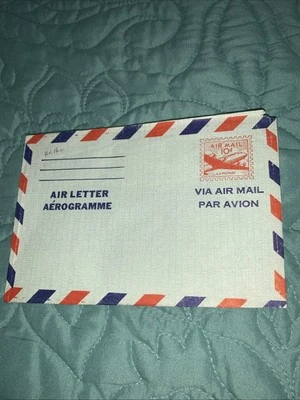 AIR MAIL
10¢
AIR LETTER
AÉROGRAMME
VIA AIR MAIL
PAR AVION